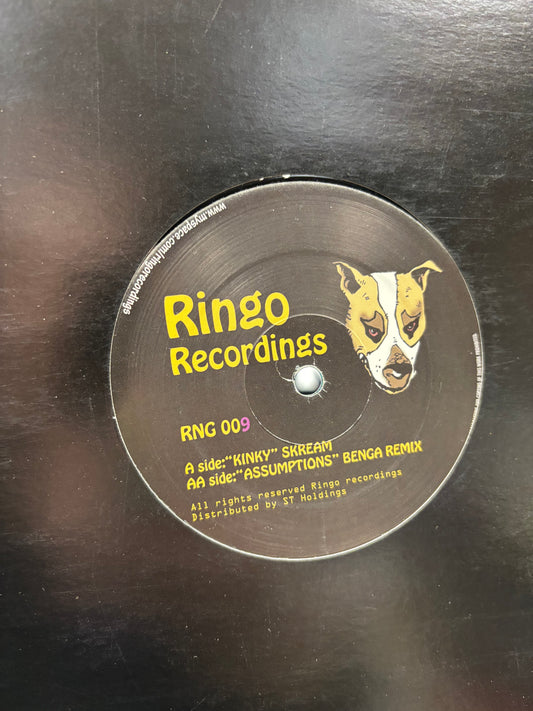 www.myspace.com/ringorecordings
Ringo
Recordings
RNG 009
A side:"KINKY" SKREAM
AA side:"ASSUMPTIONS" BENGA REMIX
All rights reserved Ringo recordings
Distributed by ST Holdings